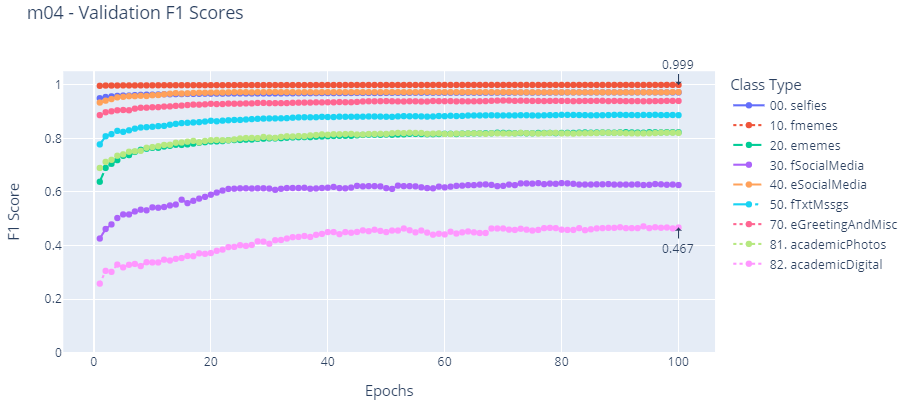 m04 - Validation F1 Scores
0.999
Class Type
00. selfies
10. fmemes
20. ememes
30. fSocialMedia
40. eSocialMedia
50. fTxtMssgs
70. eGreetingAndMisc
81. academicPhotos
82. academicDigital
1
0.8
0.6
0.4
0.2
0
F1 Score
0.467
0
20
40
60
80
100
Epochs